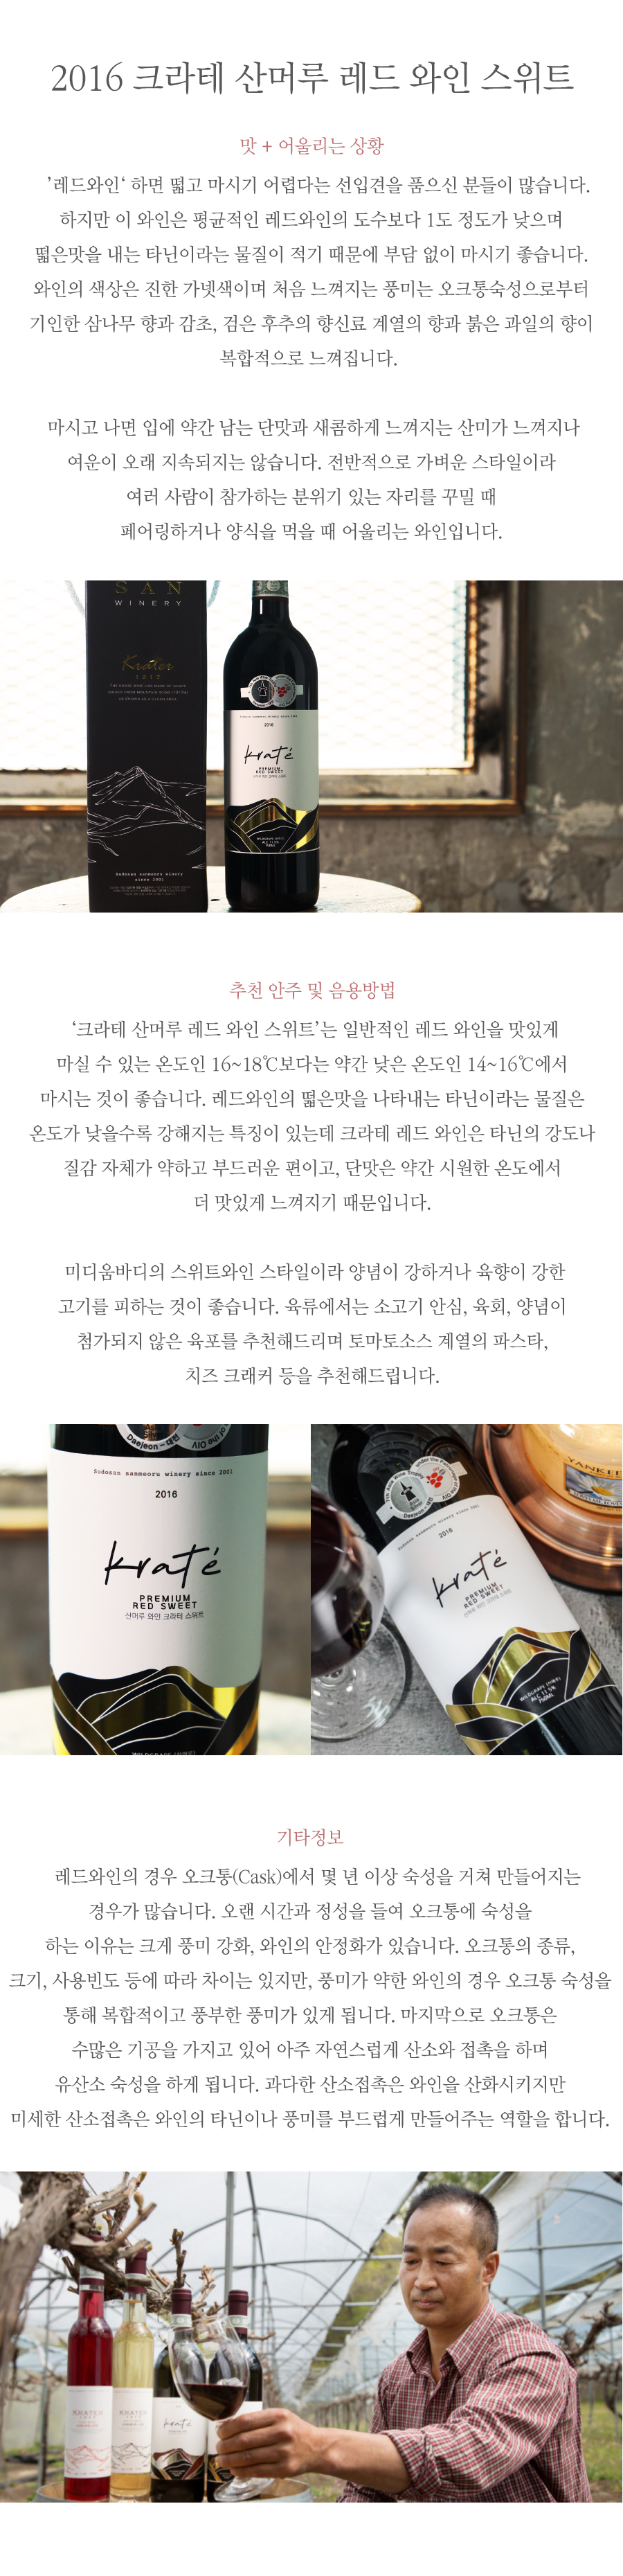 2016 크라테 산머루 레드 와인 스위트
맛 + 어울리는 상황
’레드와인‘ 하면 떫고 마시기 어렵다는 선입견을 품으신 분들이 많습니다.
하지만 이 와인은 평균적인 레드와인의 도수보다 1도 정도가 낮으며
떫은맛을 내는 타닌이라는 물질이 적기 때문에 부담 없이 마시기 좋습니다.
와인의 색상은 진한 가넷색이며 처음 느껴지는 풍미는 오크통숙성으로부터
기인한 삼나무 향과 감초, 검은 후추의 향신료 계열의 향과 붉은 과일의 향이
복합적으로 느껴집니다.
마시고 나면 입에 약간 남는 단맛과 새콤하게 느껴지는 산미가 느껴지나
여운이 오래 지속되지는 않습니다. 전반적으로 가벼운 스타일이라
여러 사람이 참가하는 분위기 있는 자리를 꾸밀 때
페어링하거나 양식을 먹을 때 어울리는 와인입니다.
SAN
WINERY
Krater
1217
Sudosan sanmeoru winery
since 2001
2016
kraté
PREMIUM
RED SWEET
추천 안주 및 음용방법
‘크라테 산머루 레드 와인 스위트’는 일반적인 레드 와인을 맛있게
마실 수 있는 온도인 16~18℃보다는 약간 낮은 온도인 14~16℃에서
마시는 것이 좋습니다. 레드와인의 떫은맛을 나타내는 타닌이라는 물질은
온도가 낮을수록 강해지는 특징이 있는데 크라테 레드 와인은 타닌의 강도나
질감 자체가 약하고 부드러운 편이고, 단맛은 약간 시원한 온도에서
더 맛있게 느껴지기 때문입니다.
미디움바디의 스위트와인 스타일이라 양념이 강하거나 육향이 강한
고기를 피하는 것이 좋습니다. 육류에서는 소고기 안심, 육회, 양념이
첨가되지 않은 육포를 추천해드리며 토마토소스 계열의 파스타,
치즈 크래커 등을 추천해드립니다.
Daejeon - 대전
of the OIV
Sudosan sanmeoru winery since 2001
2016
kraté
PREMIUM
RED SWEET
산머루 와인 크라테 스위트
YANKEE
Sudosan sanmeoru winery since 2001
2016
kraté
PREMIUM
RED SWEET
산머루 와인 크라테 스위트
ALC.11.5%
750ML
기타정보
레드와인의 경우 오크통(Cask)에서 몇 년 이상 숙성을 거쳐 만들어지는
경우가 많습니다. 오랜 시간과 정성을 들여 오크통에 숙성을
하는 이유는 크게 풍미 강화, 와인의 안정화가 있습니다. 오크통의 종류,
크기, 사용빈도 등에 따라 차이는 있지만, 풍미가 약한 와인의 경우 오크통 숙성을
통해 복합적이고 풍부한 풍미가 있게 됩니다. 마지막으로 오크통은
수많은 기공을 가지고 있어 아주 자연스럽게 산소와 접촉을 하며
유산소 숙성을 하게 됩니다. 과다한 산소접촉은 와인을 산화시키지만
미세한 산소접촉은 와인의 타닌이나 풍미를 부드럽게 만들어주는 역할을 합니다.
KRATER
KRATER
kraté